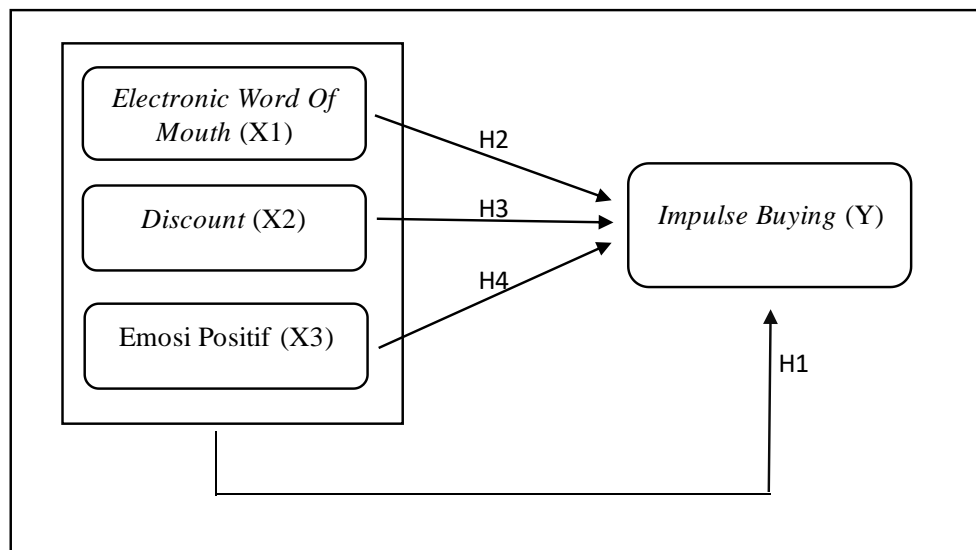 Electronic Word Of
Mouth (X1)
H2
Discount (X2)
H3
Impulse Buying (Y)
H4
Emosi Positif (X3)
H1